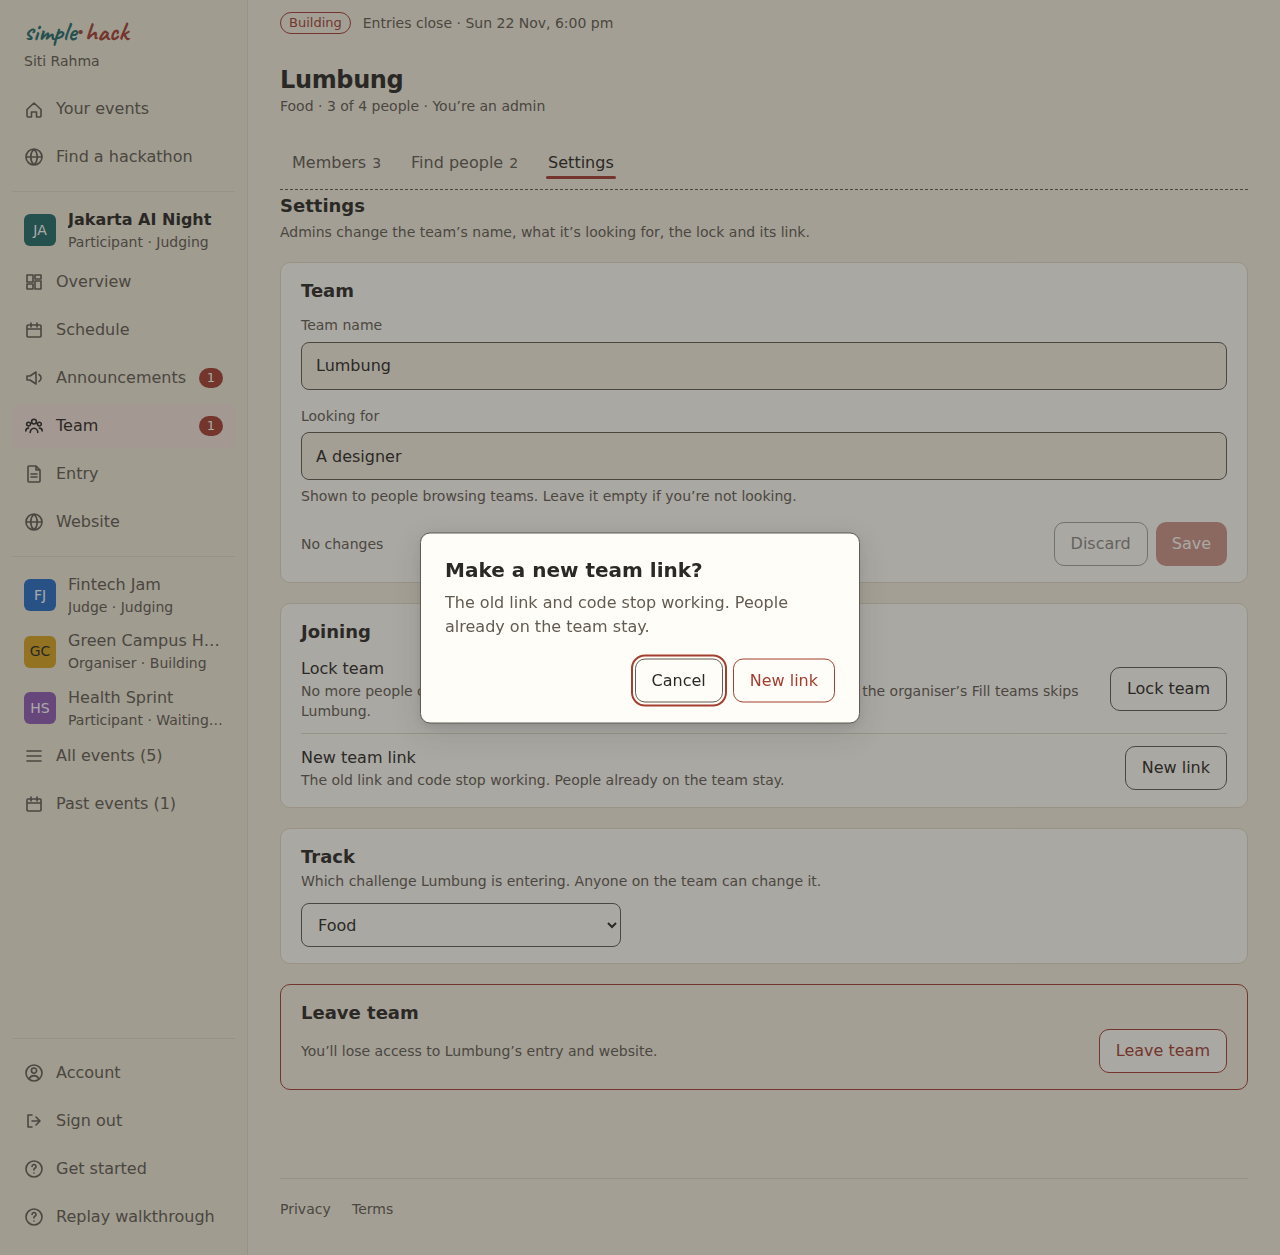 simple·hack
Siti Rahma
Your events
Find a hackathon
JA
Jakarta AI Night
Participant · Judging
Overview
Schedule
Announcements 1
Team 1
Entry
Website
FJ
Fintech Jam
Judge · Judging
GC
Green Campus H…
Organiser · Building
HS
Health Sprint
Participant · Waiting…
All events (5)
Past events (1)
Account
Sign out
Get started
Replay walkthrough
Building Entries close · Sun 22 Nov, 6:00 pm
Lumbung
Food · 3 of 4 people · You’re an admin
Members 3 Find people 2 Settings
Settings
Admins change the team’s name, what it’s looking for, the lock and its link.
Team
Team name
Lumbung
Looking for
A designer
Shown to people browsing teams. Leave it empty if you’re not looking.
No changes Discard Save
Make a new team link?
The old link and code stop working. People
already on the team stay.
Cancel New link
Joining
Lock team
No more people the organiser’s Fill teams skips
Lumbung.
Lock team
New team link
The old link and code stop working. People already on the team stay.
New link
Track
Which challenge Lumbung is entering. Anyone on the team can change it.
Food
Leave team
You’ll lose access to Lumbung’s entry and website.
Leave team
Privacy Terms